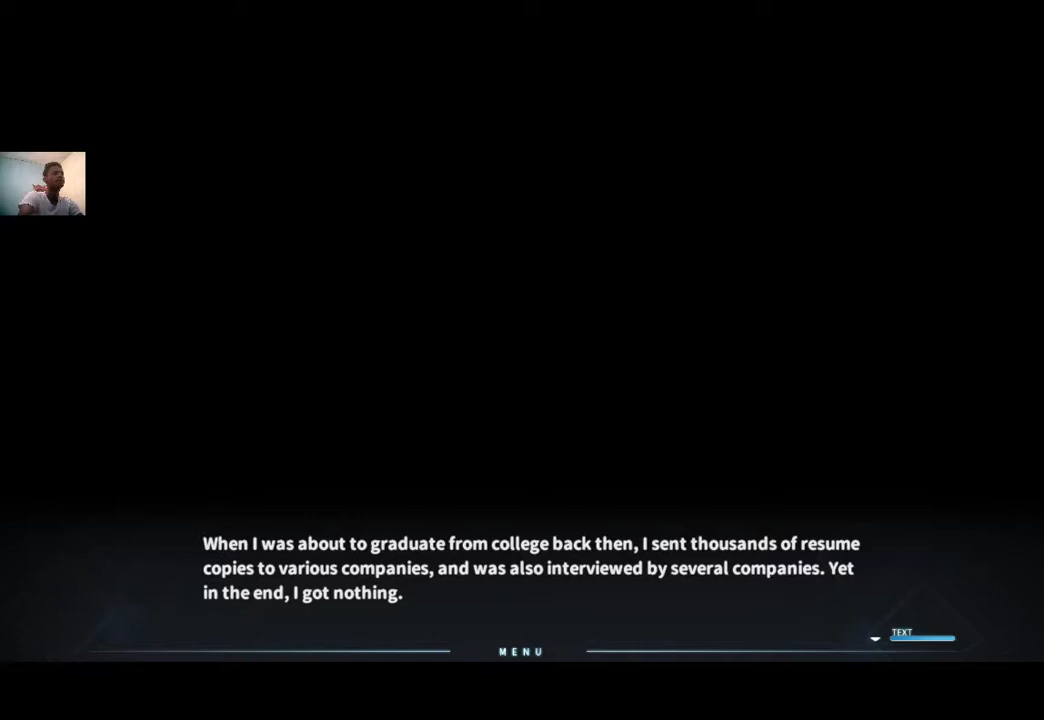 When I was about to graduate from college back then, I sent thousands of resume
copies to various companies, and was also interviewed by several companies. Yet
in the end, I got nothing.
TEXT
MENU